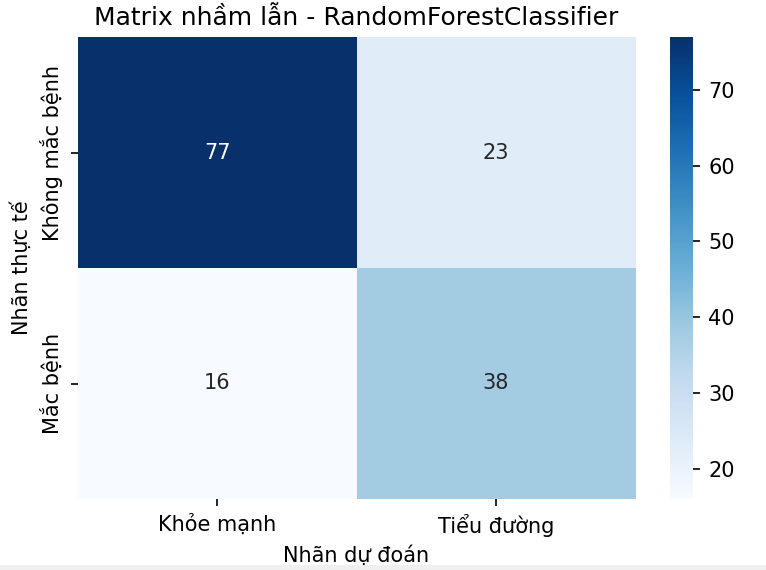 Matrix nhầm lẫn - RandomForestClassifier
Nhãn thực tế
Không mắc bệnh
Mắc bệnh
77
23
16
38
Khỏe mạnh
Tiểu đường
Nhãn dự đoán
70
60
50
40
30
20